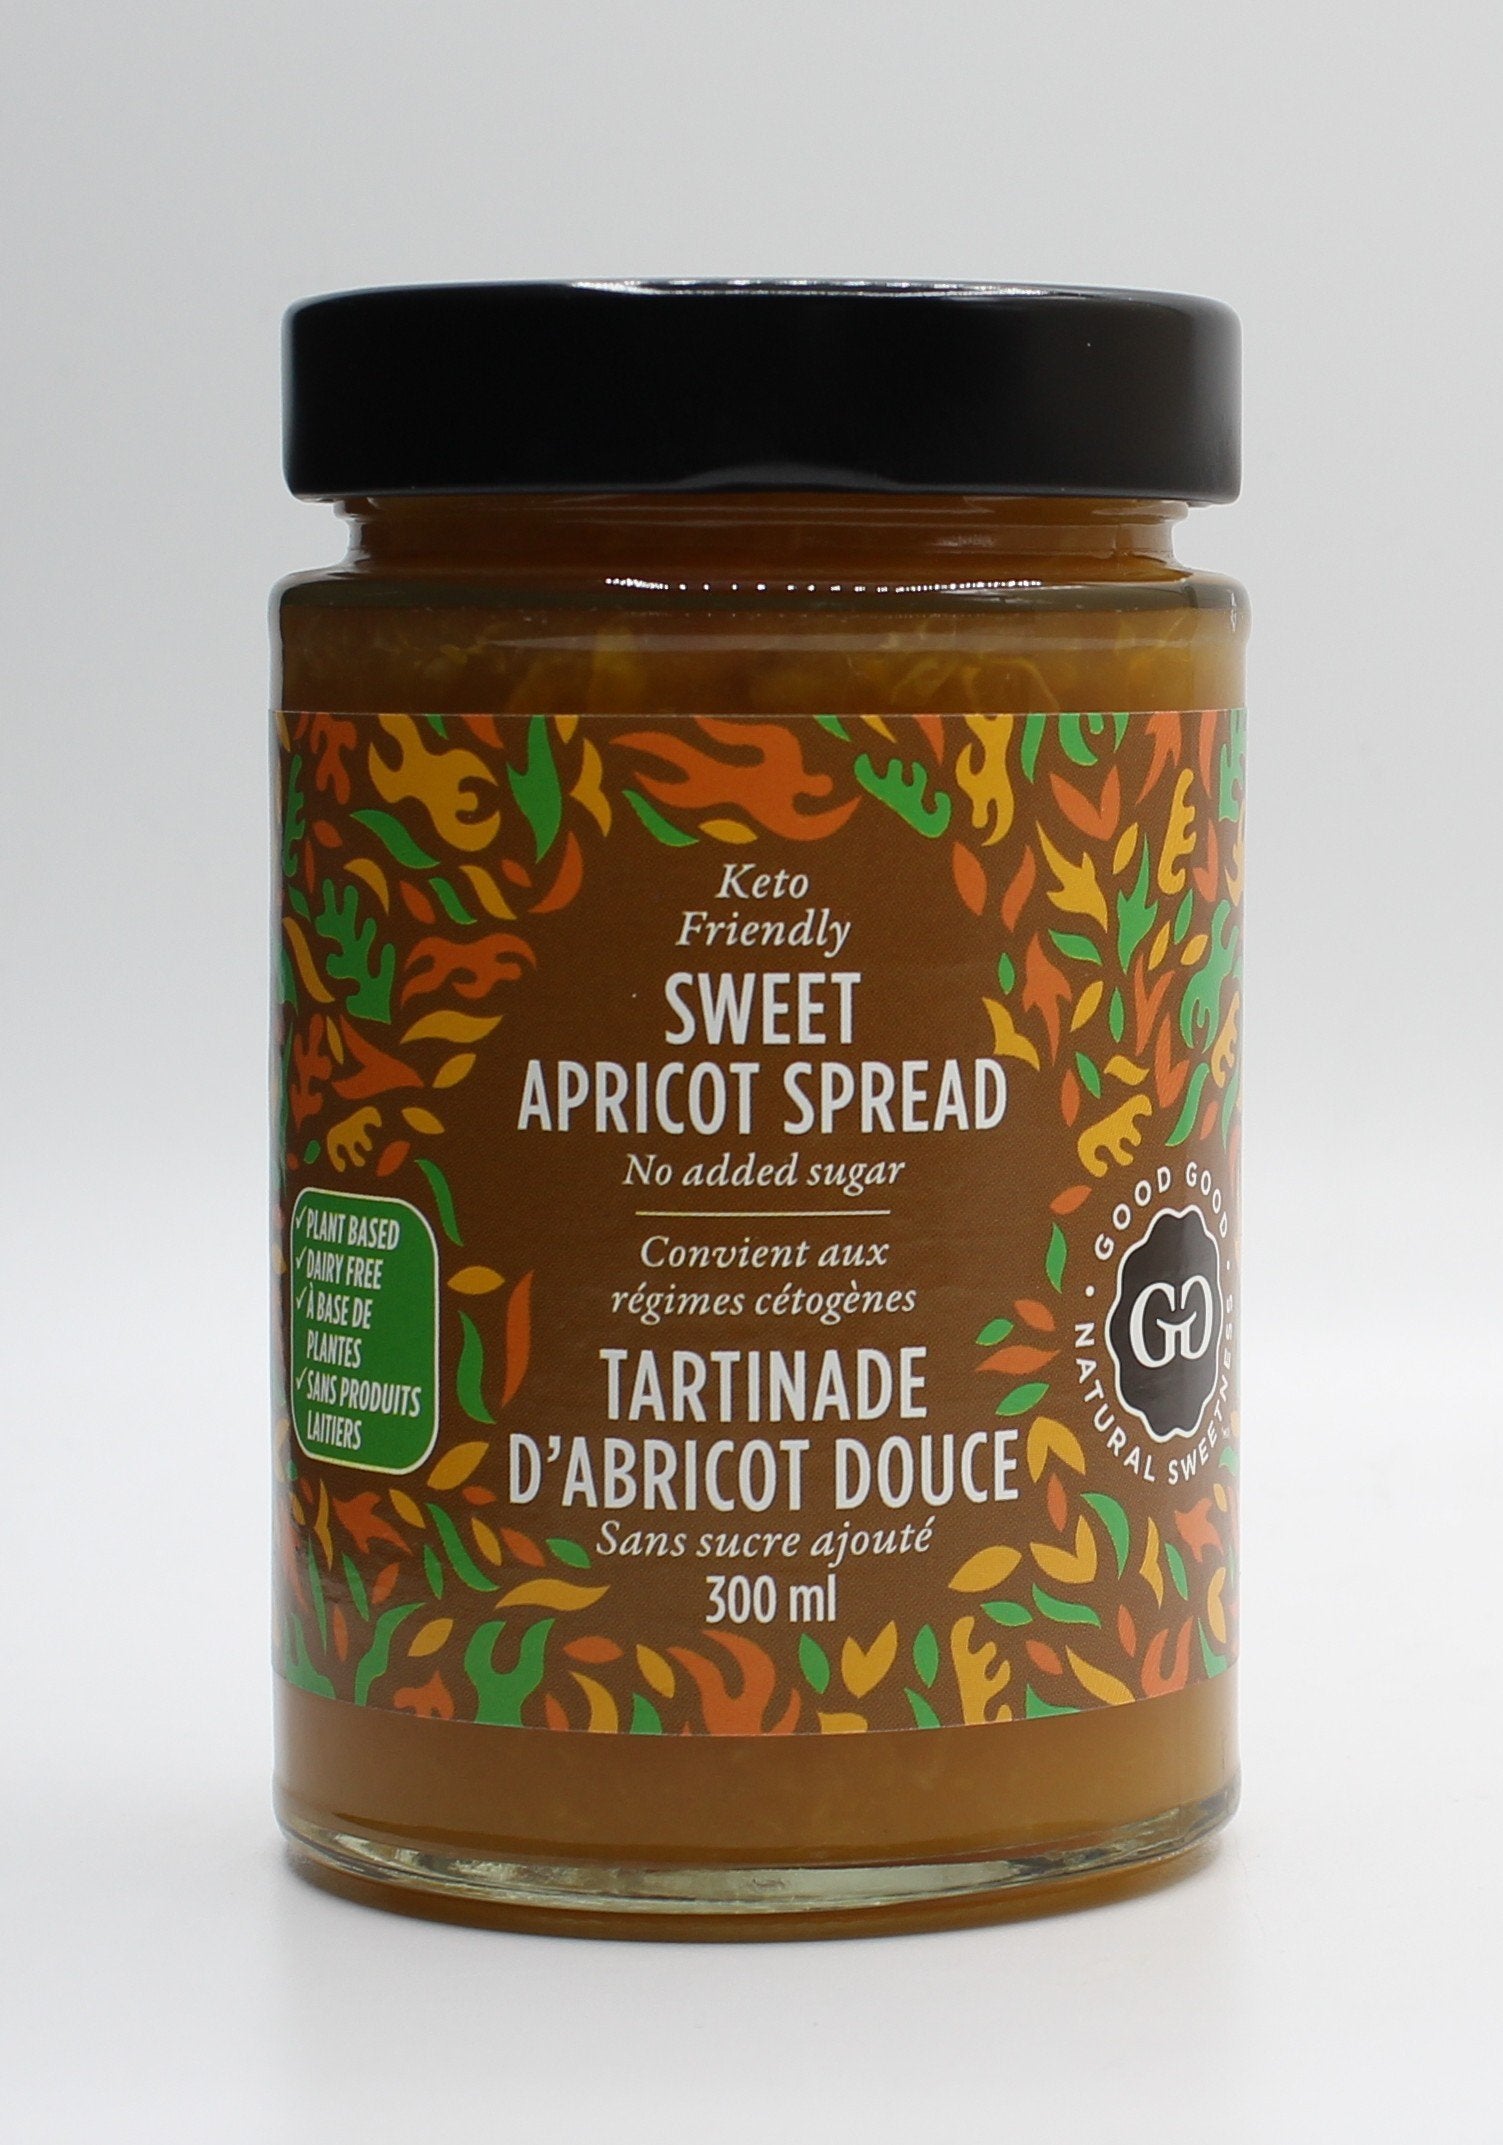 Keto
Friendly
SWEET
APRICOT SPREAD
No added sugar
Convient aux
régimes cétogènes
TARTINADE
D'ABRICOT DOUCE
Sans sucre ajouté
300 ml
✓ PLANT BASED
✓ DAIRY FREE
✓ À BASE DE
PLANTES
✓ SANS PRODUITS
LAITIERS
• GOOD GOOD •
NATURAL SWEETNESS
GG